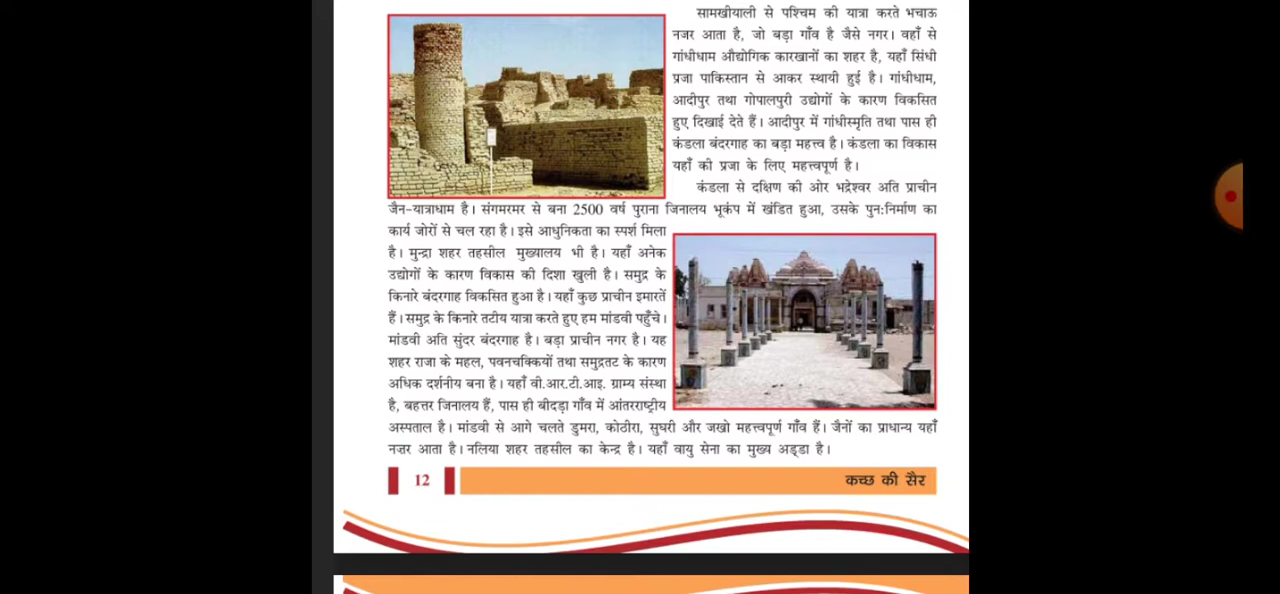 सामखीयाली से पश्चिम की यात्रा करते भचाऊ
नजर आता है, जो बड़ा गाँव है जैसे नगर। वहाँ से
गांधीधाम औद्योगिक कारखानों का शहर है, यहाँ सिंधी
प्रजा पाकिस्तान से आकर स्थायी हुई है। गांधीधाम,
आदीपुर तथा गोपालपुरी उद्योगों के कारण विकसित
हुए दिखाई देते हैं। आदीपुर में गांधीस्मृति तथा पास ही
कंडला बंदरगाह का बड़ा महत्त्व है। कंडला का विकास
यहाँ की प्रजा के लिए महत्त्वपूर्ण है।
कंडला से दक्षिण की ओर भद्रेश्वर अति प्राचीन
जैन-यात्राधाम है। संगमरमर से बना 2500 वर्ष पुराना जिनालय भूकंप में खंडित हुआ, उसके पुन:निर्माण का
कार्य जोरों से चल रहा है। इसे आधुनिकता का स्पर्श मिला
है। मुन्द्रा शहर तहसील मुख्यालय भी है। यहाँ अनेक
उद्योगों के कारण विकास की दिशा खुली है। समुद्र के
किनारे बंदरगाह विकसित हुआ है। यहाँ कुछ प्राचीन इमारतें
हैं। समुद्र के किनारे तटीय यात्रा करते हुए हम मांडवी पहुँचे।
मांडवी अति सुंदर बंदरगाह है। बड़ा प्राचीन नगर है। यह
शहर राजा के महल, पवनचक्कियों तथा समुद्रतट के कारण
अधिक दर्शनीय बना है। यहाँ वी.आर.टी.आइ. ग्राम्य संस्था
है, बहत्तर जिनालय हैं, पास ही बीदड़ा गाँव में आंतरराष्ट्रीय
अस्पताल है। मांडवी से आगे चलते डुमरा, कोठीरा, सुघरी और जखो महत्त्वपूर्ण गाँव हैं। जैनों का प्राधान्य यहाँ
नजर आता है। नलिया शहर तहसील का केन्द्र है। यहाँ वायु सेना का मुख्य अड्डा है।
12
कच्छ की सैर